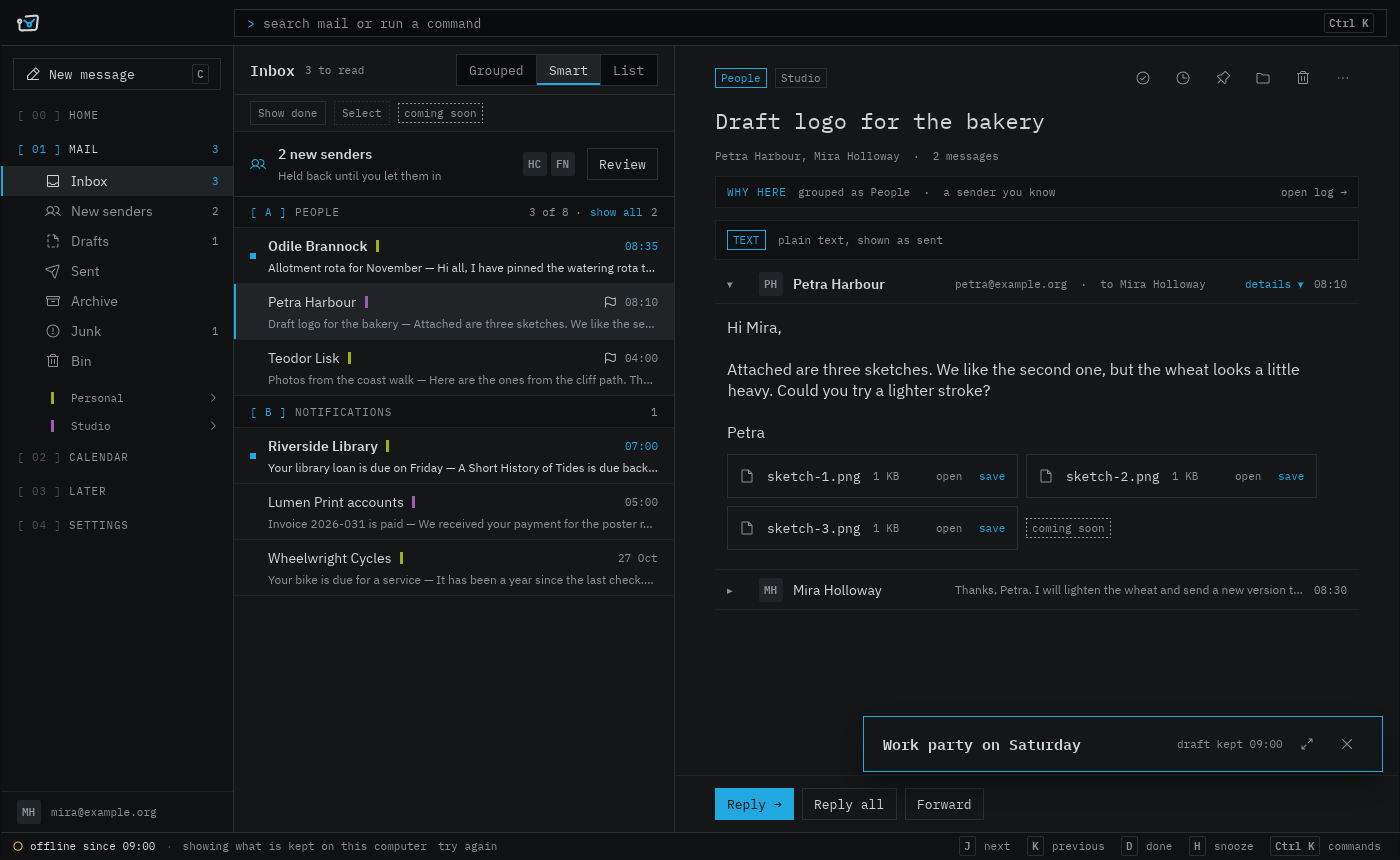 > search mail or run a command Ctrl K
New message C
[ 00 ] HOME
[ 01 ] MAIL 3
Inbox 3
New senders 2
Drafts 1
Sent
Archive
Junk 1
Bin
Personal
Studio
[ 02 ] CALENDAR
[ 03 ] LATER
[ 04 ] SETTINGS
MH mira@example.org
Inbox 3 to read Grouped Smart List
Show done Select coming soon
2 new senders
Held back until you let them in
HC FN Review
[ A ] PEOPLE 3 of 8 · show all 2
Odile Brannock 08:35
Allotment rota for November — Hi all, I have pinned the watering rota t…
Petra Harbour 08:10
Draft logo for the bakery — Attached are three sketches. We like the se…
Teodor Lisk 04:00
Photos from the coast walk — Here are the ones from the cliff path. Th…
[ B ] NOTIFICATIONS 1
Riverside Library 07:00
Your library loan is due on Friday — A Short History of Tides is due back…
Lumen Print accounts 05:00
Invoice 2026-031 is paid — We received your payment for the poster r…
Wheelwright Cycles 27 Oct
Your bike is due for a service — It has been a year since the last check.…
People Studio
Draft logo for the bakery
Petra Harbour, Mira Holloway · 2 messages
WHY HERE grouped as People · a sender you know open log →
TEXT plain text, shown as sent
▾ PH Petra Harbour petra@example.org · to Mira Holloway details ▾ 08:10
Hi Mira,
Attached are three sketches. We like the second one, but the wheat looks a little
heavy. Could you try a lighter stroke?
Petra
sketch-1.png 1 KB open save
sketch-2.png 1 KB open save
sketch-3.png 1 KB open save
coming soon
▸ MH Mira Holloway Thanks, Petra. I will lighten the wheat and send a new version t… 08:30
Work party on Saturday draft kept 09:00
Reply → Reply all Forward
offline since 09:00 · showing what is kept on this computer try again
J next K previous D done H snooze Ctrl K commands